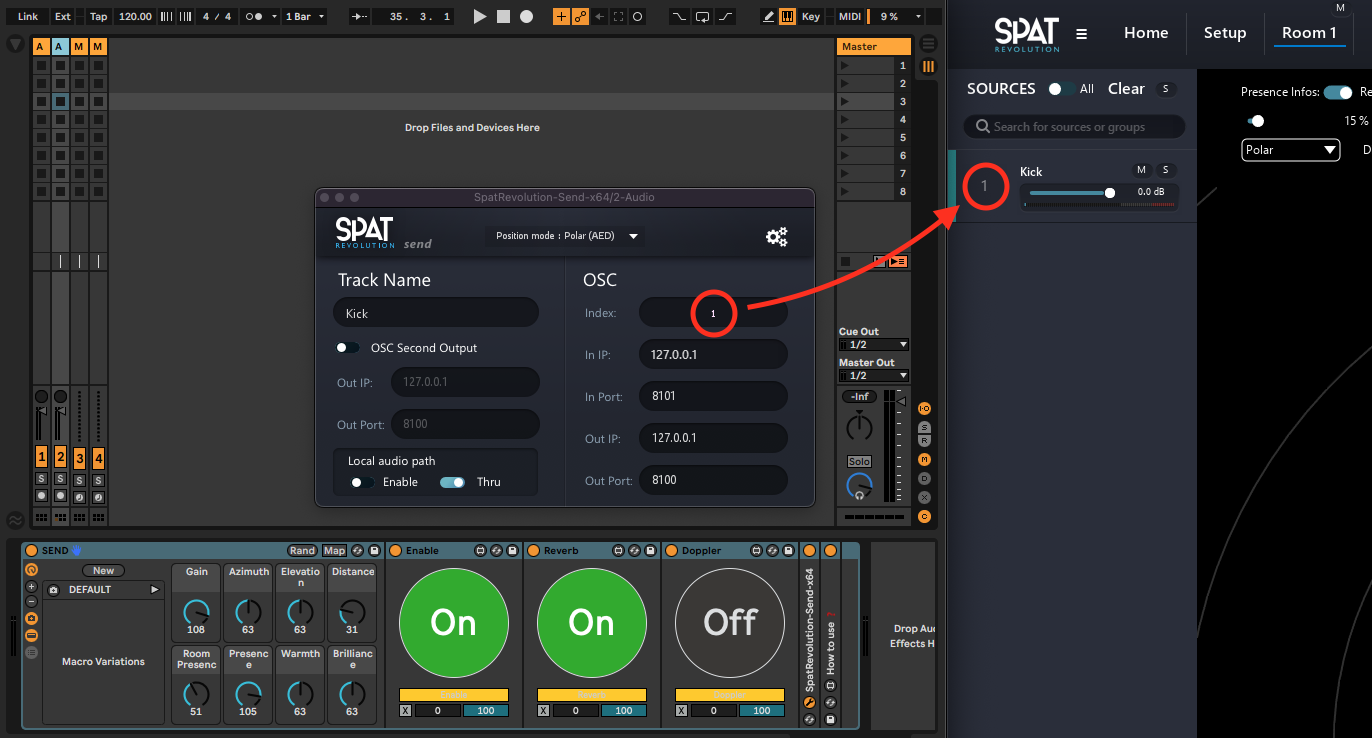 Link Ext Tap 120.00 4 / 4 1 Bar 35. 3. 1 Key MIDI 9 %
A A M M
Master
1
2
3
4
5
6
7
8
Drop Files and Devices Here
Cue Out
1/2
Master Out
1/2
-Inf
Solo
1 2 3 4
S S S S
I·O
S
R
M
D
X
C
SpatRevolution-Send-x64/2-Audio
SPAT
REVOLUTION send
Position mode : Polar (AED)
Track Name
Kick
OSC Second Output
Out IP: 127.0.0.1
Out Port: 8100
Local audio path
Enable Thru
OSC
Index: 1
In IP: 127.0.0.1
In Port: 8101
Out IP: 127.0.0.1
Out Port: 8100
M
SPAT
REVOLUTION
Home Setup Room 1
SOURCES All Clear S
Search for sources or groups
1 Kick M S
0.0 dB
Presence Infos: Re
15 %
Polar D
SEND Rand Map
New
DEFAULT
Macro Variations
Gain
108
Azimuth
63
Elevatio
n
63
Distance
31
Room
Presenc
51
Presenc
e
105
Warmth
63
Brillianc
e
63
Enable
On
X 0 100
Reverb
On
X 0 100
Doppler
Off
X 0 100
SpatRevolution-Send-x64
How to use ?
Drop Aud
Effects H